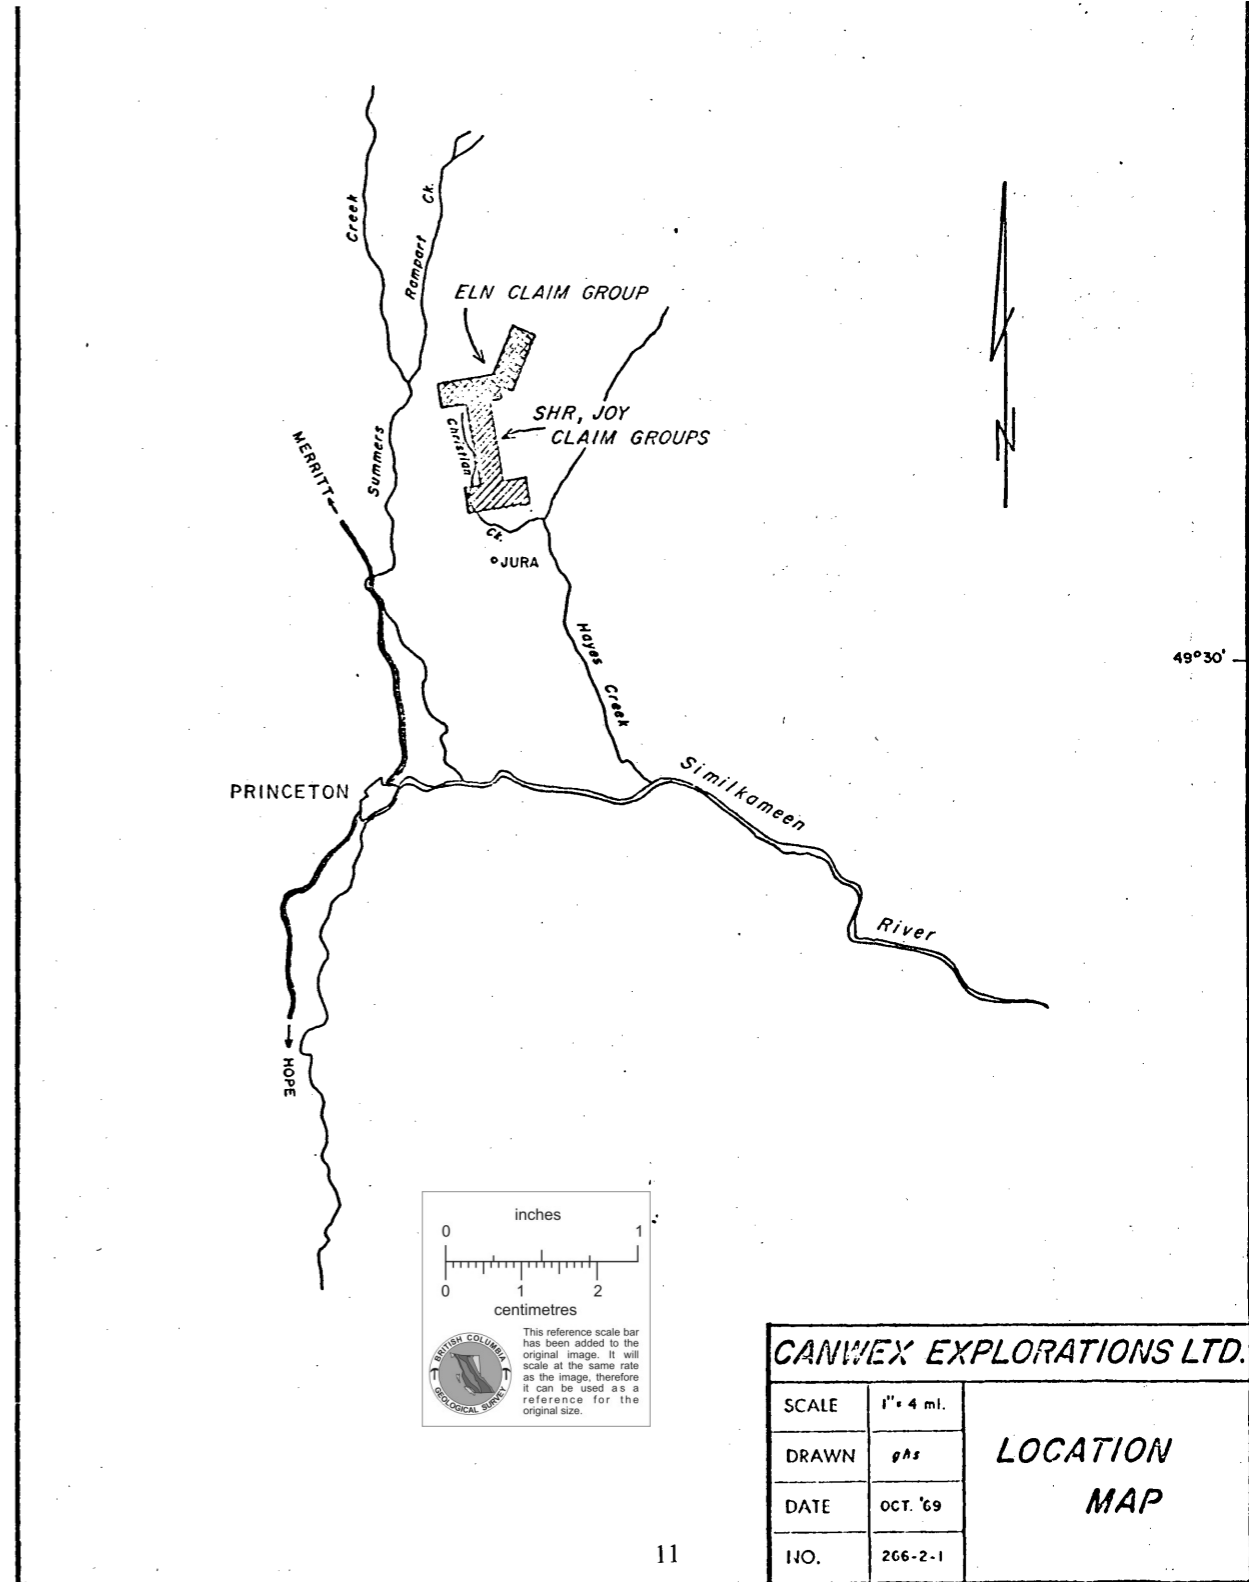 Creek
Rampart Ck.
ELN CLAIM GROUP
SHR, JOY
CLAIM GROUPS
MERRITT
Summers
Christian
Ck.
JURA
Hayes Creek
49°30'
PRINCETON
Similkameen
River
HOPE
N
inches
0 1
0 1 2
centimetres
This reference scale bar
has been added to the
original image. It will
scale at the same rate
as the image, therefore
it can be used as a
reference for the
original size.
BRITISH COLUMBIA
GEOLOGICAL SURVEY
CANWEX EXPLORATIONS LTD.
SCALE 1"= 4 mi.
DRAWN ghs
DATE OCT. '69
NO. 266-2-1
LOCATION
MAP
11